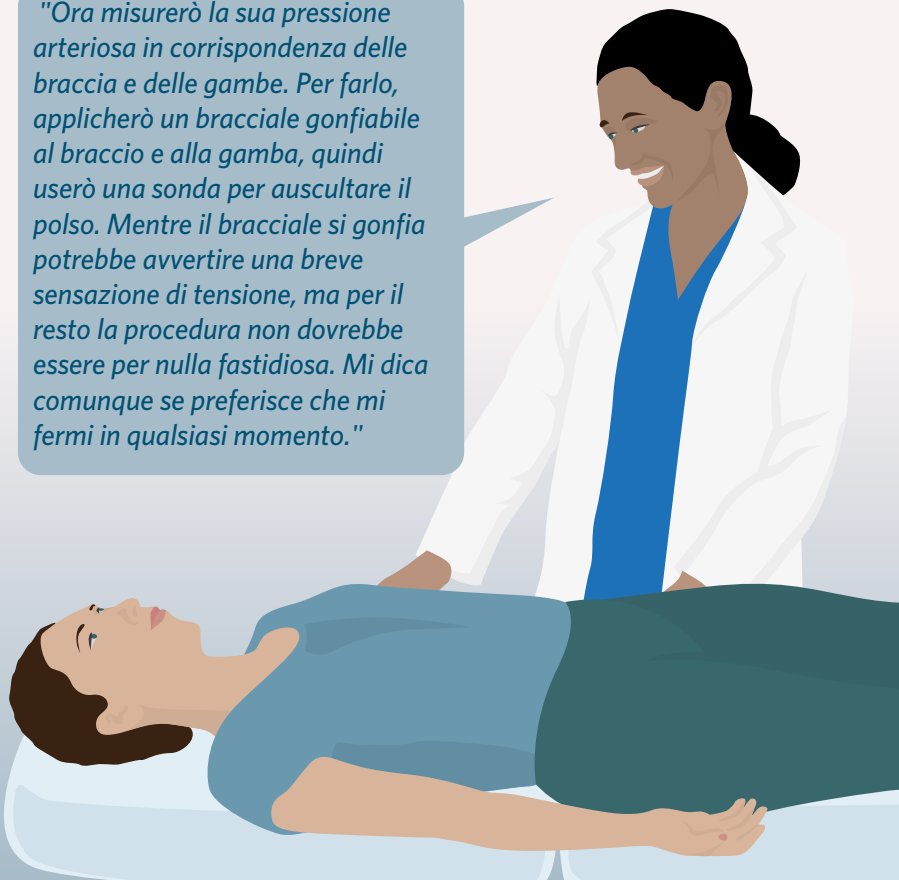 "Ora misurerò la sua pressione
arteriosa in corrispondenza delle
braccia e delle gambe. Per farlo,
applicherò un bracciale gonfiabile
al braccio e alla gamba, quindi
userò una sonda per auscultare il
polso. Mentre il bracciale si gonfia
potrebbe avvertire una breve
sensazione di tensione, ma per il
resto la procedura non dovrebbe
essere per nulla fastidiosa. Mi dica
comunque se preferisce che mi
fermi in qualsiasi momento."